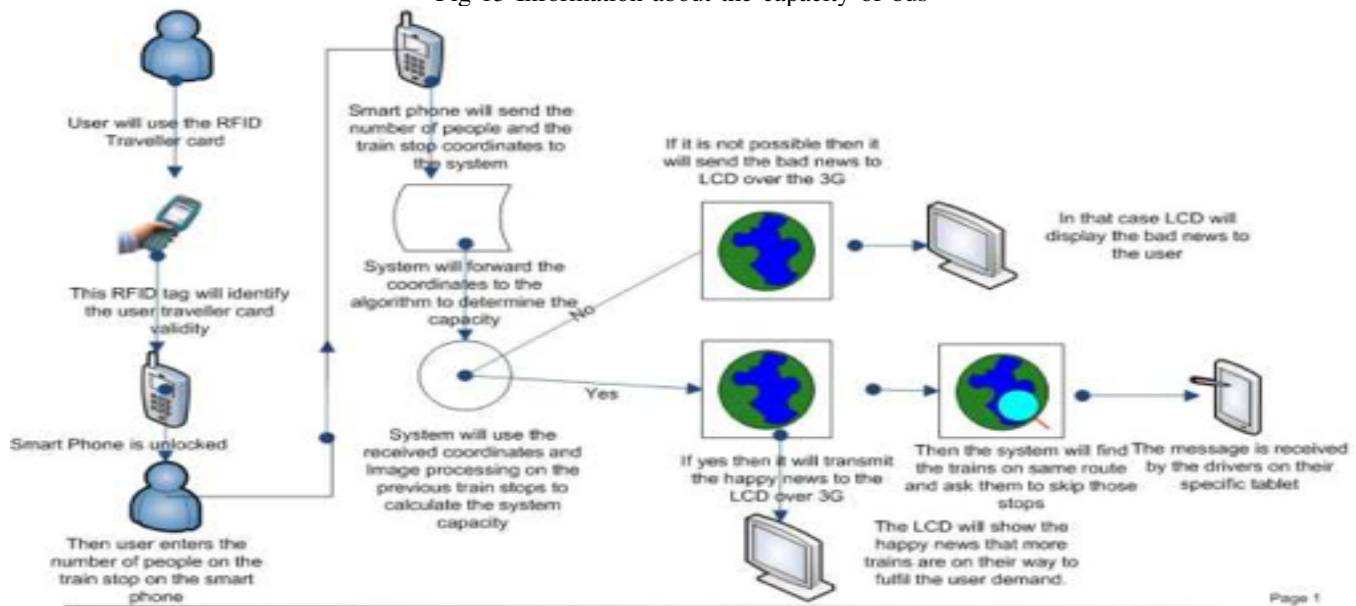 Fig 15 Information about the capacity of bus
User will use the RFID
Traveller card
This RFID tag will identify
the user traveller card
validity
Smart Phone is unlocked
Then user enters the
number of people on the
train stop on the smart
phone
Smart phone will send the
number of people and the
train stop coordinates to
the system
System will forward the
coordinates to the
algorithm to determine the
capacity
System will use the
received coordinates and
Image processing on the
previous train stops to
calculate the system
capacity
No
Yes
If it is not possible then it
will send the bad news to
LCD over the 3G
In that case LCD will
display the bad news to
the user
If yes then it will transmit
the happy news to the
LCD over 3G
The LCD will show the
happy news that more
trains are on their way to
fulfil the user demand.
Then the system will find
the trains on same route
and ask them to skip those
stops
The message is received
by the drivers on their
specific tablet
Page 1